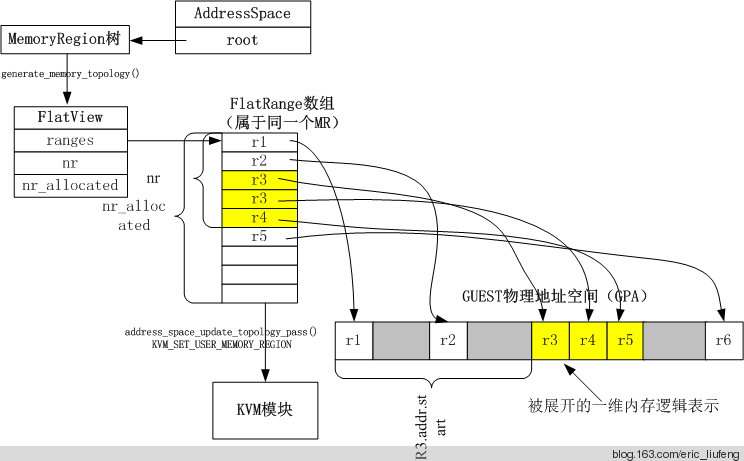 AddressSpace
root
MemoryRegion树
generate_memory_topology()
FlatView
ranges
nr
nr_allocated
FlatRange数组
（属于同一个MR）
r1
r2
r3
r3
r4
r5
nr
nr_alloc
ated
address_space_update_topology_pass()
KVM_SET_USER_MEMORY_REGION
KVM模块
GUEST物理地址空间（GPA）
r1
r2
r3
r4
r5
r6
R3.addr.st
art
被展开的一维内存逻辑表示
blog.163.com/eric_liufeng